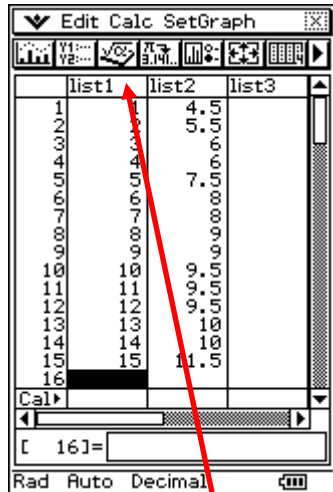 Edit Calc SetGraph
list1 list2 list3
1 1 4.5
2 2 5.5
3 3 6
4 4 6
5 5 7.5
6 6 8
7 7 8
8 8 9
9 9 9
10 10 9.5
11 11 9.5
12 12 9.5
13 13 10
14 14 10
15 15 11.5
16
Cal
[ 16]=
Rad Auto Decimal